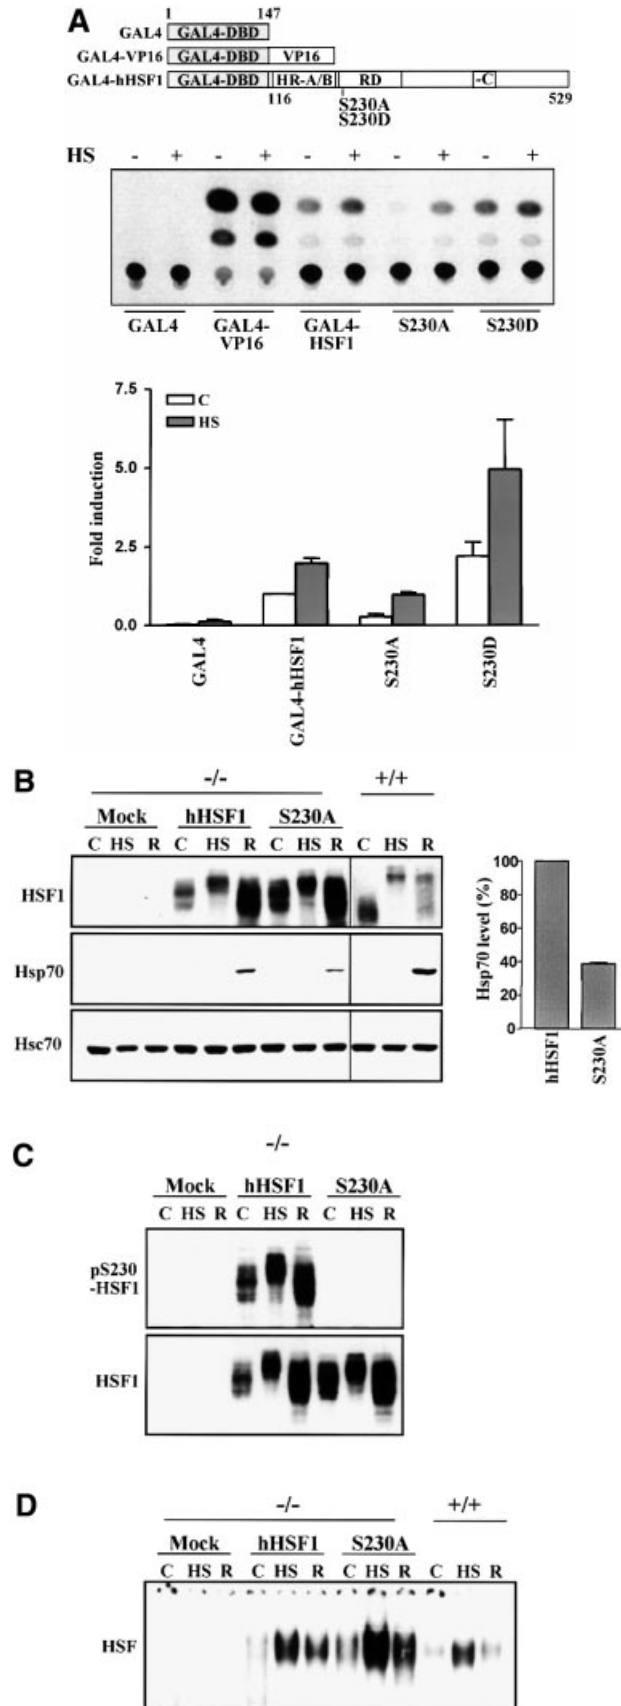 A
1 147
GAL4 GAL4-DBD
GAL4-VP16 GAL4-DBD VP16
GAL4-hHSF1 GAL4-DBD HR-A/B RD -C
116 S230A 529
S230D
HS - + - + - + - + - +
GAL4 GAL4-VP16 GAL4-HSF1 S230A S230D
7.5
5.0
2.5
0.0
Fold induction
C
HS
GAL4 GAL4-hHSF1 S230A S230D
B
-/- +/+
Mock hHSF1 S230A
C HS R C HS R C HS R C HS R
HSF1
Hsp70
Hsc70
Hsp70 level (%)
100
80
60
40
20
0
hHSF1 S230A
C
-/-
Mock hHSF1 S230A
C HS R C HS R C HS R
pS230
-HSF1
HSF1
D
-/- +/+
Mock hHSF1 S230A
C HS R C HS R C HS R C HS R
HSF